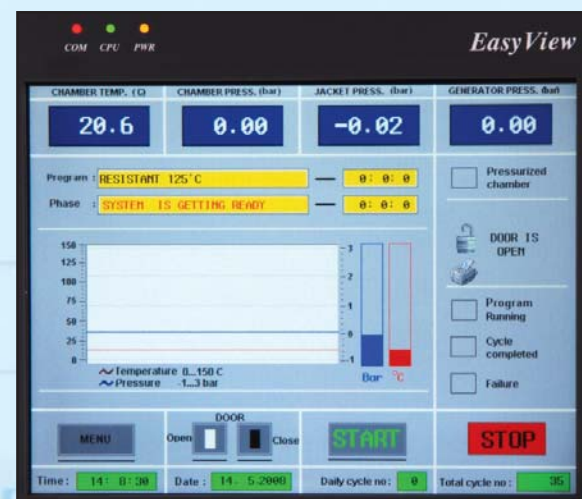 COM CPU PWR
EasyView
CHAMBER TEMP. (C) CHAMBER PRESS. (bar) JACKET PRESS. (bar) GENERATOR PRESS. (bar)
20.6 0.00 -0.02 0.00
Program : RESISTANT 125°C — 0: 0: 0
Phase : SYSTEM IS GETTING READY — 0: 0: 0
Pressurized
chamber
DOOR IS
OPEN
Program
Running
Cycle
completed
Failure
150
125
100
75
50
25
0
3
2
1
0
-1
Temperature 0...150 C
Pressure -1...3 bar
Bar °C
MENU
DOOR
Open Close
START
STOP
Time : 14: 8:30 Date : 14. 5.2008 Daily cycle no : 0 Total cycle no : 35